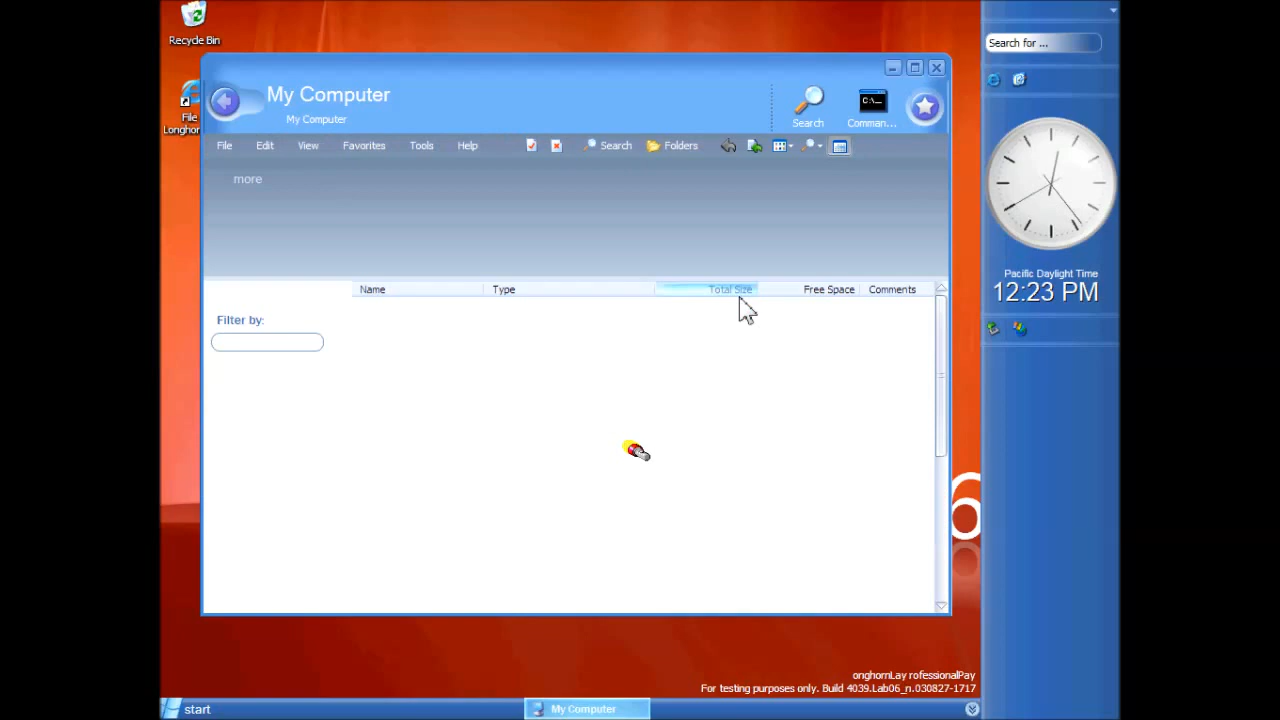 Recycle Bin
File
Longhorn
My Computer
My Computer
Search
C:\...
Comman...
Search for ...
File Edit View Favorites Tools Help Search Folders
more
Name Type Total Size Free Space Comments
Filter by:
Pacific Daylight Time
12:23 PM
6
onghornLay rofessionalPay
For testing purposes only. Build 4039.Lab06_n.030827-1717
start
My Computer